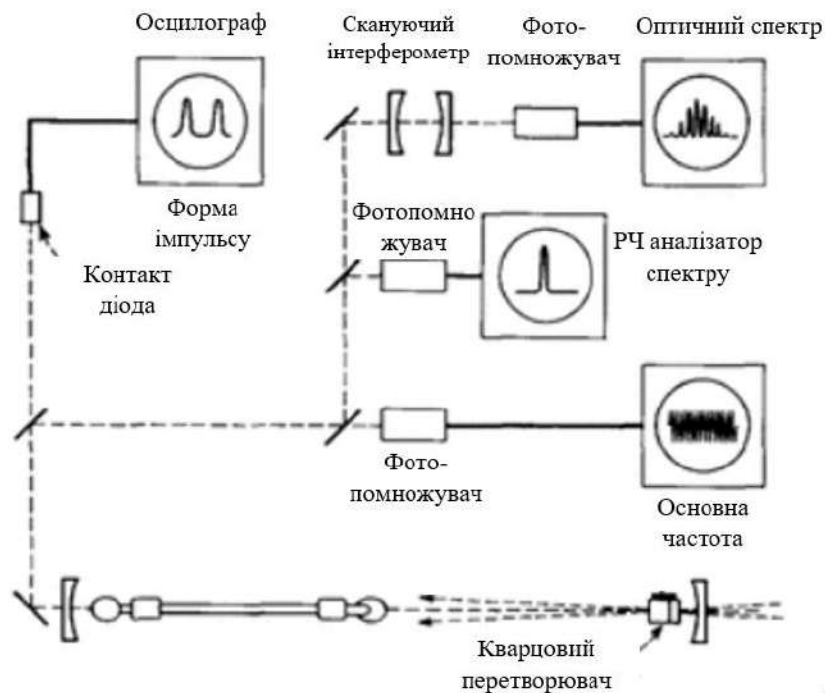 Осцилограф
Скануючий
інтерферометр
Фото-
помножувач
Оптичний спектр
Форма
імпульсу
Контакт
діода
Фотопомно
жувач
РЧ аналізатор
спектру
Фото-
помножувач
Основна
частота
Кварцовий
перетворювач